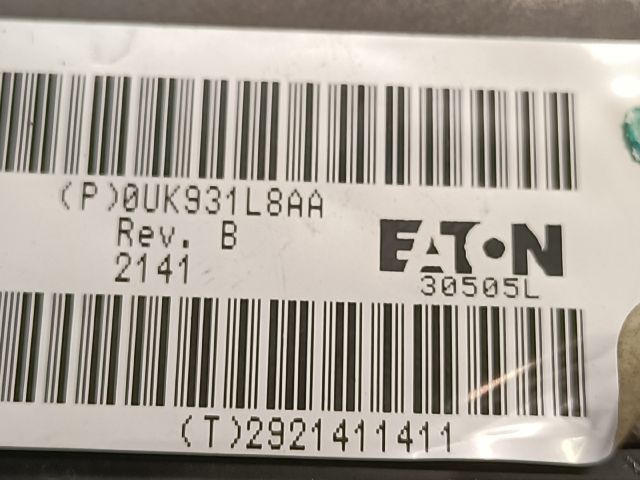 (P)0UK931L8AA
Rev. B
2141
EATON
30505L
(T)2921411411